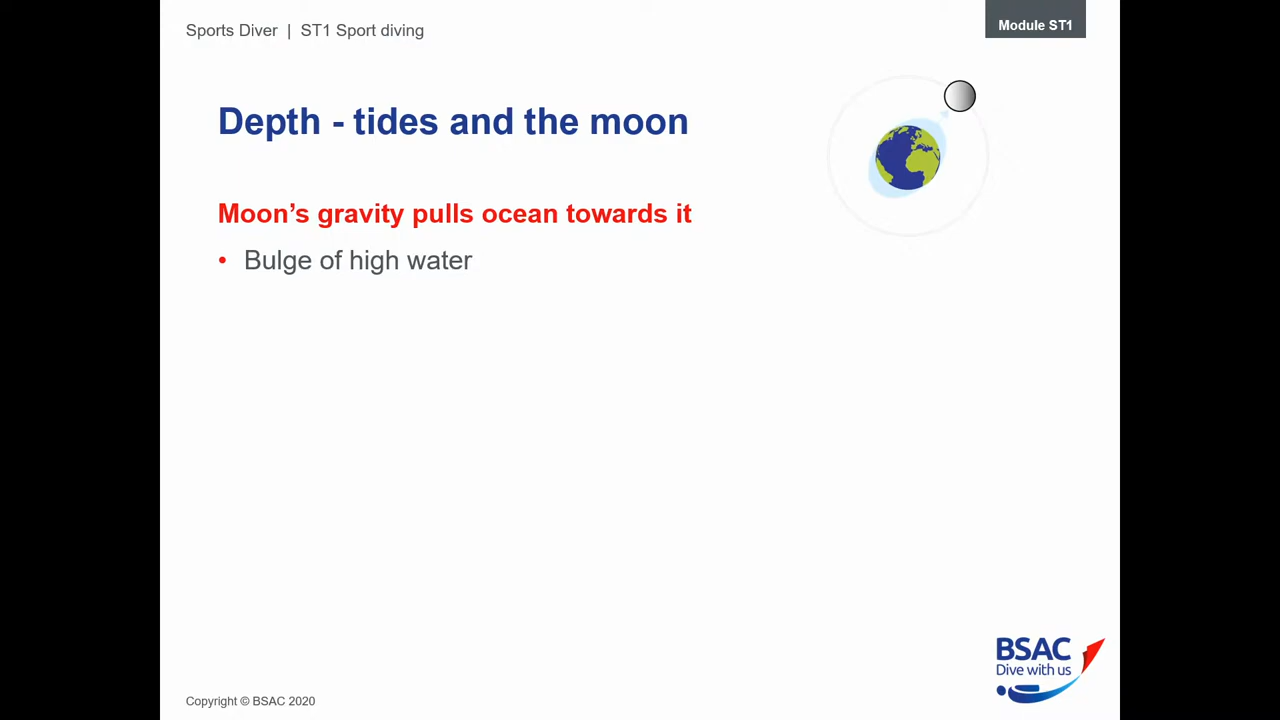 Sports Diver | ST1 Sport diving
Module ST1
Depth - tides and the moon
Moon’s gravity pulls ocean towards it
• Bulge of high water
BSAC
Dive with us
Copyright © BSAC 2020